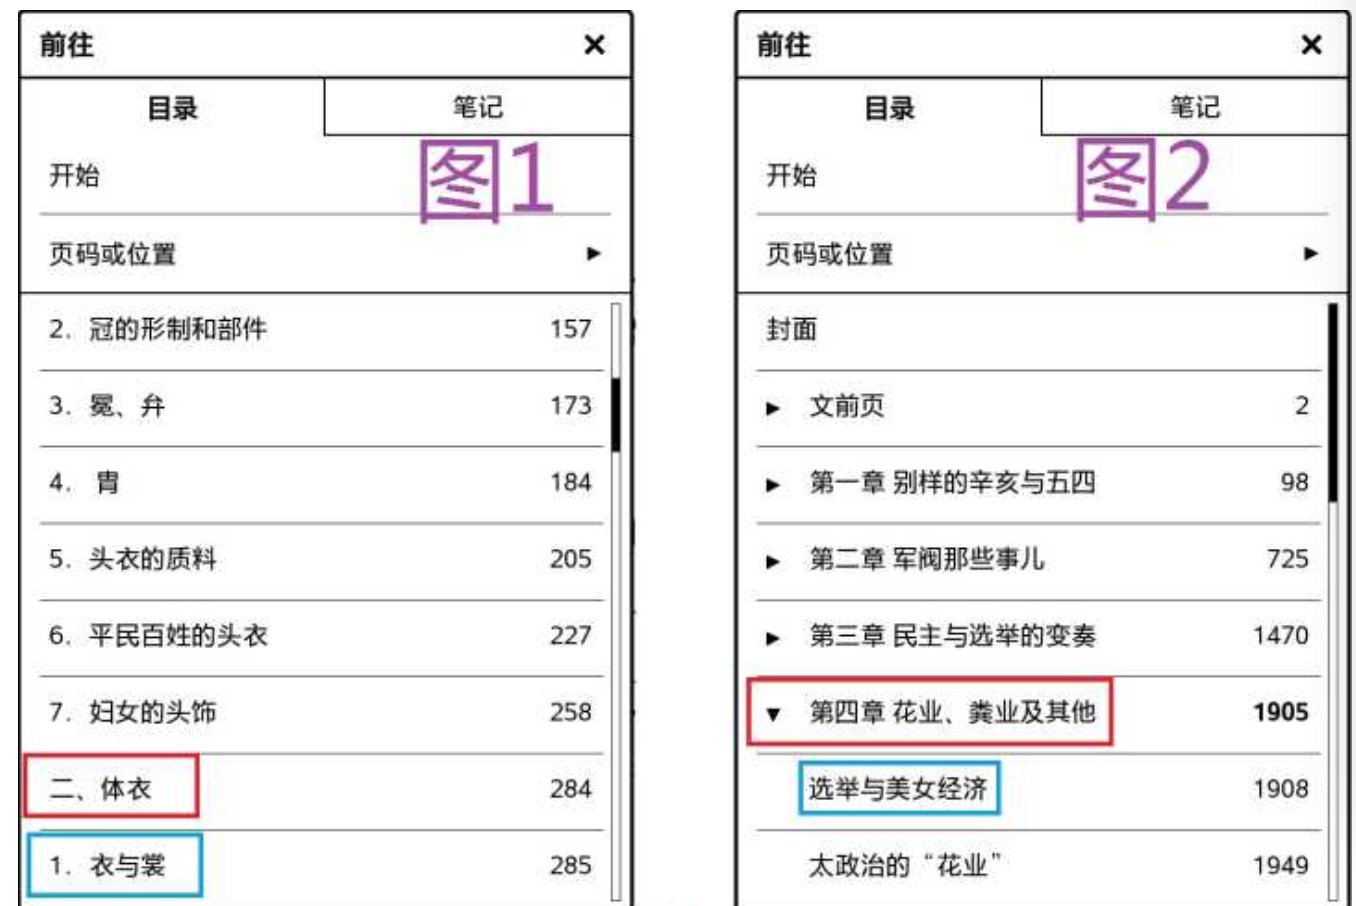 前往 ×
目录 笔记
图1
开始
页码或位置 ▶
2. 冠的形制和部件 157
3. 冕、弁 173
4. 胄 184
5. 头衣的质料 205
6. 平民百姓的头衣 227
7. 妇女的头饰 258
二、体衣 284
1. 衣与裳 285
前往 ×
目录 笔记
图2
开始
页码或位置 ▶
封面
▶ 文前页 2
▶ 第一章 别样的辛亥与五四 98
▶ 第二章 军阀那些事儿 725
▶ 第三章 民主与选举的变奏 1470
▼ 第四章 花业、粪业及其他 1905
选举与美女经济 1908
太政治的“花业” 1949